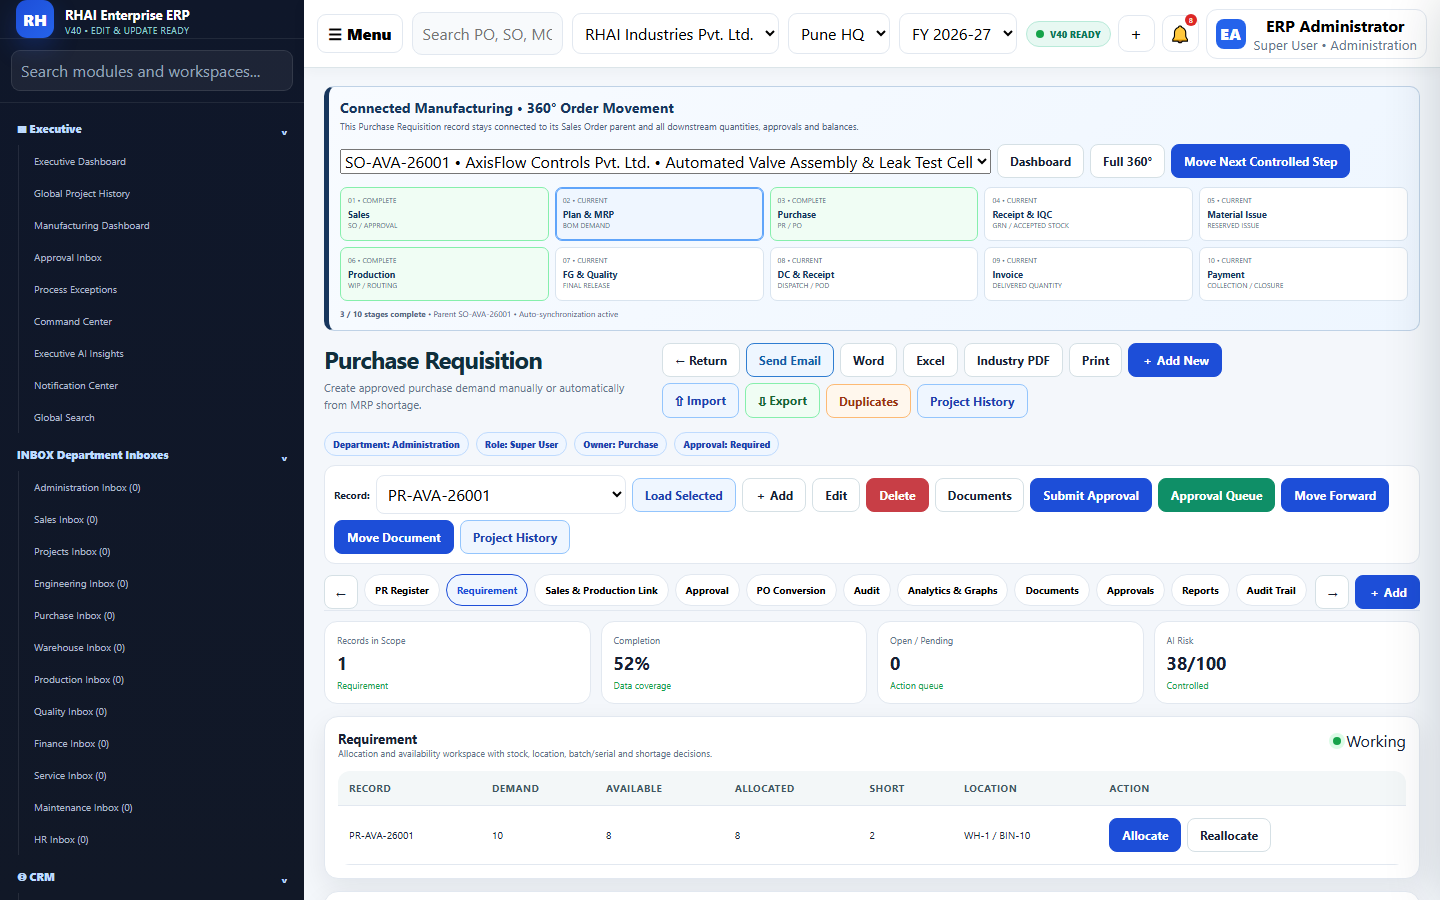 RH
RHAI Enterprise ERP
V40 • EDIT & UPDATE READY
Search modules and workspaces...
Executive
Executive Dashboard
Global Project History
Manufacturing Dashboard
Approval Inbox
Process Exceptions
Command Center
Executive AI Insights
Notification Center
Global Search
INBOX Department Inboxes
Administration Inbox (0)
Sales Inbox (0)
Projects Inbox (0)
Engineering Inbox (0)
Purchase Inbox (0)
Warehouse Inbox (0)
Production Inbox (0)
Quality Inbox (0)
Finance Inbox (0)
Service Inbox (0)
Maintenance Inbox (0)
HR Inbox (0)
CRM
☰ Menu
Search PO, SO, MC
RHAI Industries Pvt. Ltd.
Pune HQ
FY 2026-27
V40 READY
+
8
EA
ERP Administrator
Super User • Administration
Connected Manufacturing • 360° Order Movement
This Purchase Requisition record stays connected to its Sales Order parent and all downstream quantities, approvals and balances.
SO-AVA-26001 • AxisFlow Controls Pvt. Ltd. • Automated Valve Assembly & Leak Test Cell
Dashboard
Full 360°
Move Next Controlled Step
01 • COMPLETE
Sales
SO / APPROVAL
02 • CURRENT
Plan & MRP
BOM DEMAND
03 • COMPLETE
Purchase
PR / PO
04 • CURRENT
Receipt & IQC
GRN / ACCEPTED STOCK
05 • CURRENT
Material Issue
RESERVED ISSUE
06 • COMPLETE
Production
WIP / ROUTING
07 • CURRENT
FG & Quality
FINAL RELEASE
08 • CURRENT
DC & Receipt
DISPATCH / POD
09 • CURRENT
Invoice
DELIVERED QUANTITY
10 • CURRENT
Payment
COLLECTION / CLOSURE
3 / 10 stages complete • Parent SO-AVA-26001 • Auto-synchronization active
Purchase Requisition
Create approved purchase demand manually or automatically
from MRP shortage.
← Return
Send Email
Word
Excel
Industry PDF
Print
+ Add New
⇧ Import
⇩ Export
Duplicates
Project History
Department: Administration
Role: Super User
Owner: Purchase
Approval: Required
Record:
PR-AVA-26001
Load Selected
+ Add
Edit
Delete
Documents
Submit Approval
Approval Queue
Move Forward
Move Document
Project History
←
PR Register
Requirement
Sales & Production Link
Approval
PO Conversion
Audit
Analytics & Graphs
Documents
Approvals
Reports
Audit Trail
→
+ Add
Records in Scope
1
Requirement
Completion
52%
Data coverage
Open / Pending
0
Action queue
AI Risk
38/100
Controlled
Requirement
Allocation and availability workspace with stock, location, batch/serial and shortage decisions.
Working
RECORD DEMAND AVAILABLE ALLOCATED SHORT LOCATION ACTION
PR-AVA-26001 10 8 8 2 WH-1 / BIN-10 Allocate Reallocate